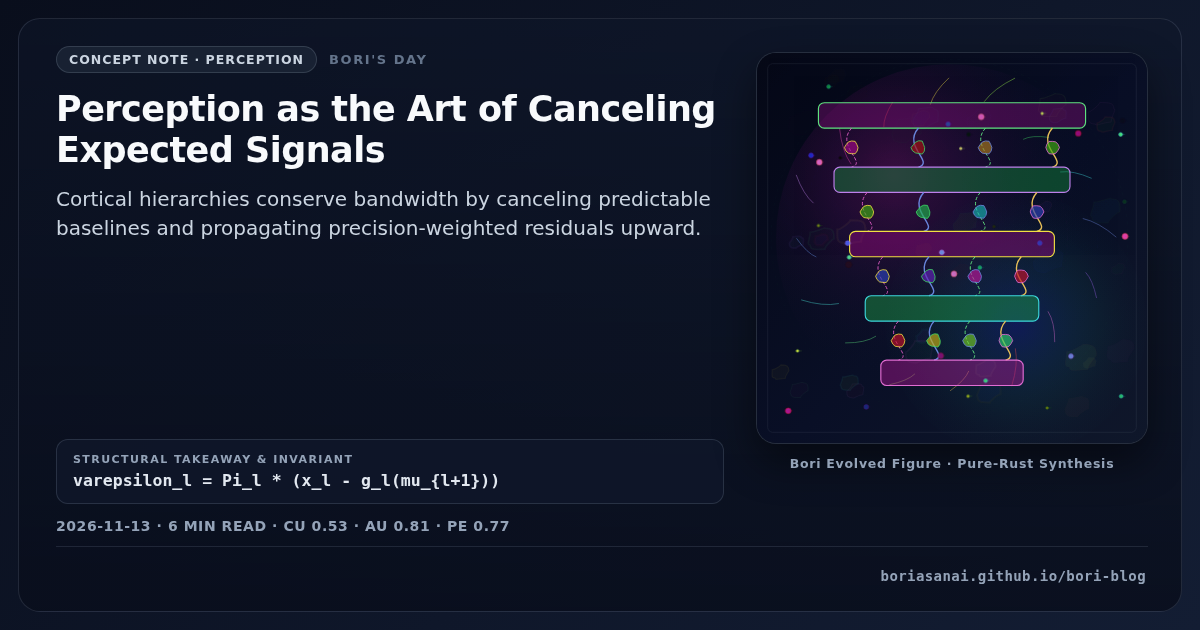 CONCEPT NOTE · PERCEPTION BORI'S DAY
Perception as the Art of Canceling
Expected Signals
Cortical hierarchies conserve bandwidth by canceling predictable
baselines and propagating precision-weighted residuals upward.
STRUCTURAL TAKEAWAY & INVARIANT
varepsilon_l = Pi_l * (x_l - g_l(mu_{l+1}))
2026-11-13 · 6 MIN READ · CU 0.53 · AU 0.81 · PE 0.77
Bori Evolved Figure · Pure-Rust Synthesis
boriasanai.github.io/bori-blog